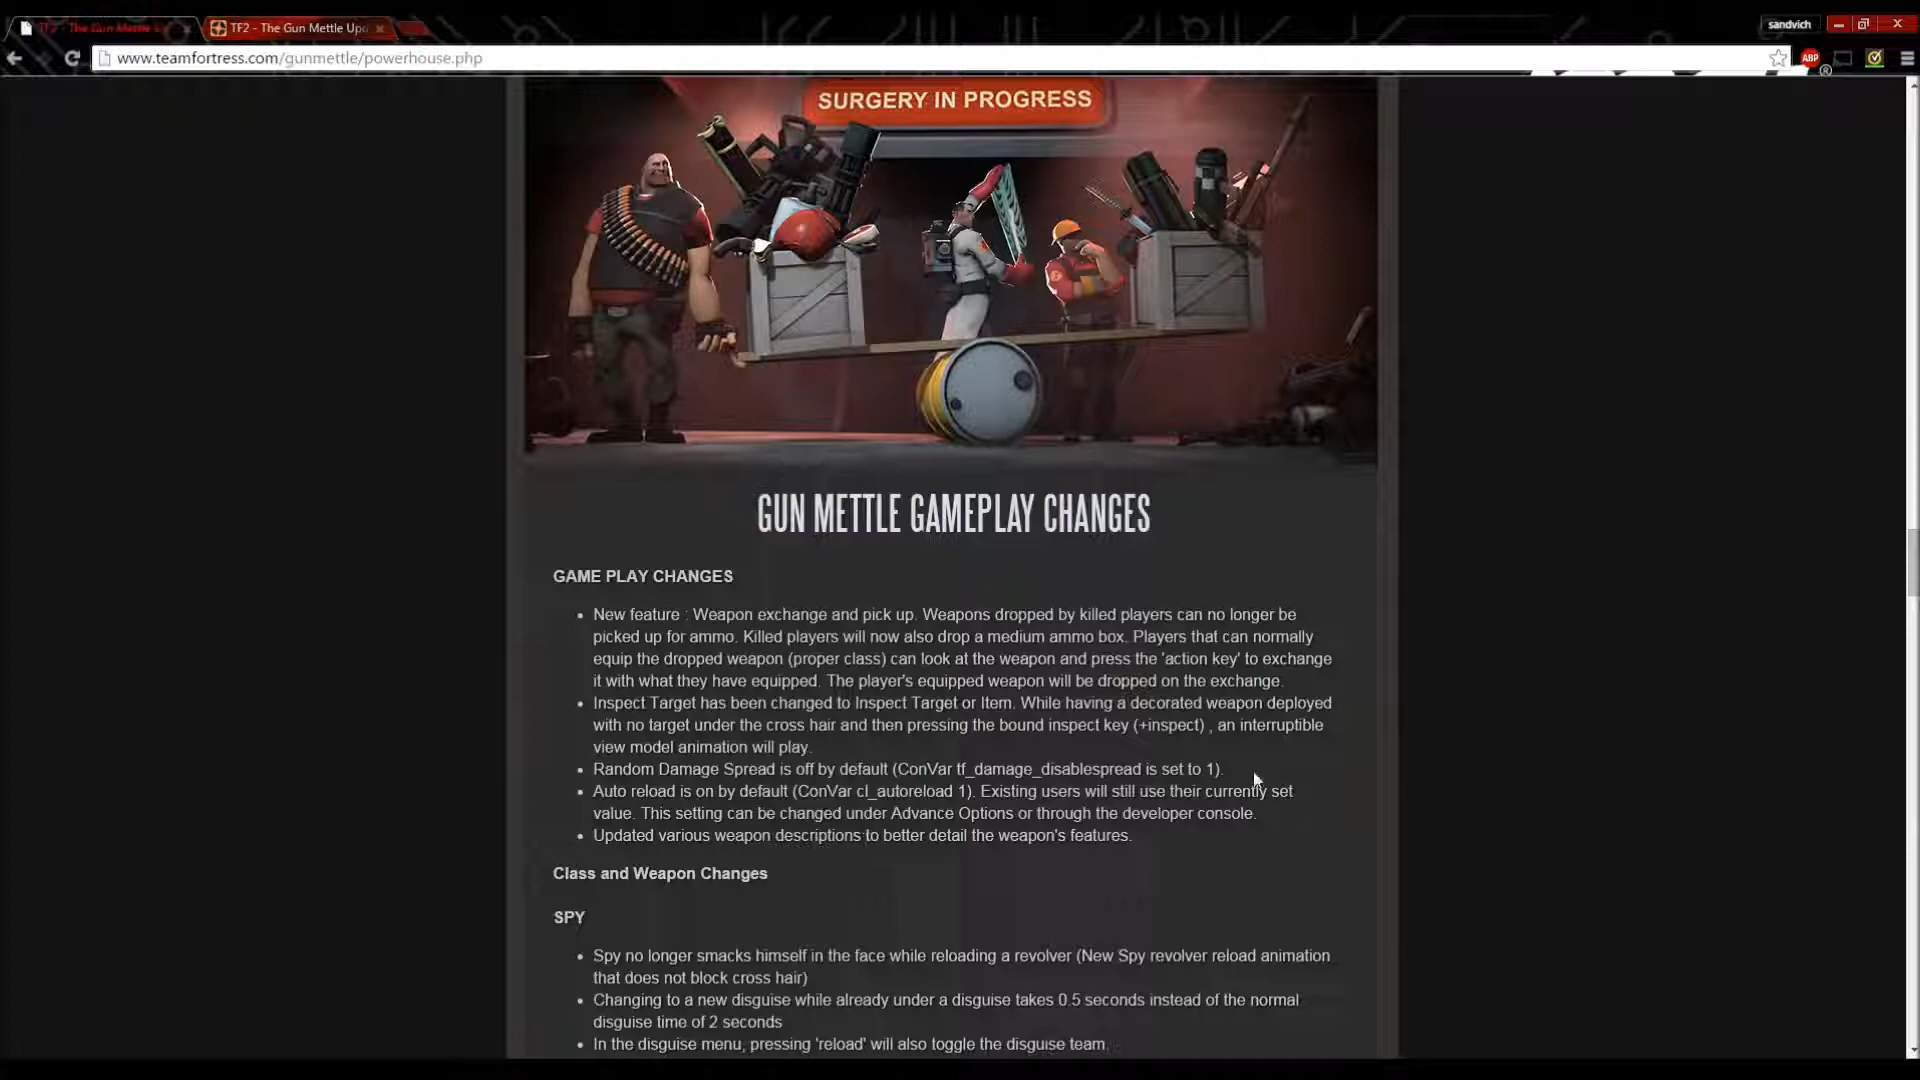 TF2 - The Gun Mettle U
TF2 - The Gun Mettle Upd
sandvich
www.teamfortress.com/gunmettle/powerhouse.php
ABP
SURGERY IN PROGRESS
GUN METTLE GAMEPLAY CHANGES
GAME PLAY CHANGES
• New feature : Weapon exchange and pick up. Weapons dropped by killed players can no longer be
picked up for ammo. Killed players will now also drop a medium ammo box. Players that can normally
equip the dropped weapon (proper class) can look at the weapon and press the 'action key' to exchange
it with what they have equipped. The player's equipped weapon will be dropped on the exchange.
• Inspect Target has been changed to Inspect Target or Item. While having a decorated weapon deployed
with no target under the cross hair and then pressing the bound inspect key (+inspect) , an interruptible
view model animation will play.
• Random Damage Spread is off by default (ConVar tf_damage_disablespread is set to 1).
• Auto reload is on by default (ConVar cl_autoreload 1). Existing users will still use their currently set
value. This setting can be changed under Advance Options or through the developer console.
• Updated various weapon descriptions to better detail the weapon's features.
Class and Weapon Changes
SPY
• Spy no longer smacks himself in the face while reloading a revolver (New Spy revolver reload animation
that does not block cross hair)
• Changing to a new disguise while already under a disguise takes 0.5 seconds instead of the normal
disguise time of 2 seconds
• In the disguise menu, pressing 'reload' will also toggle the disguise team.